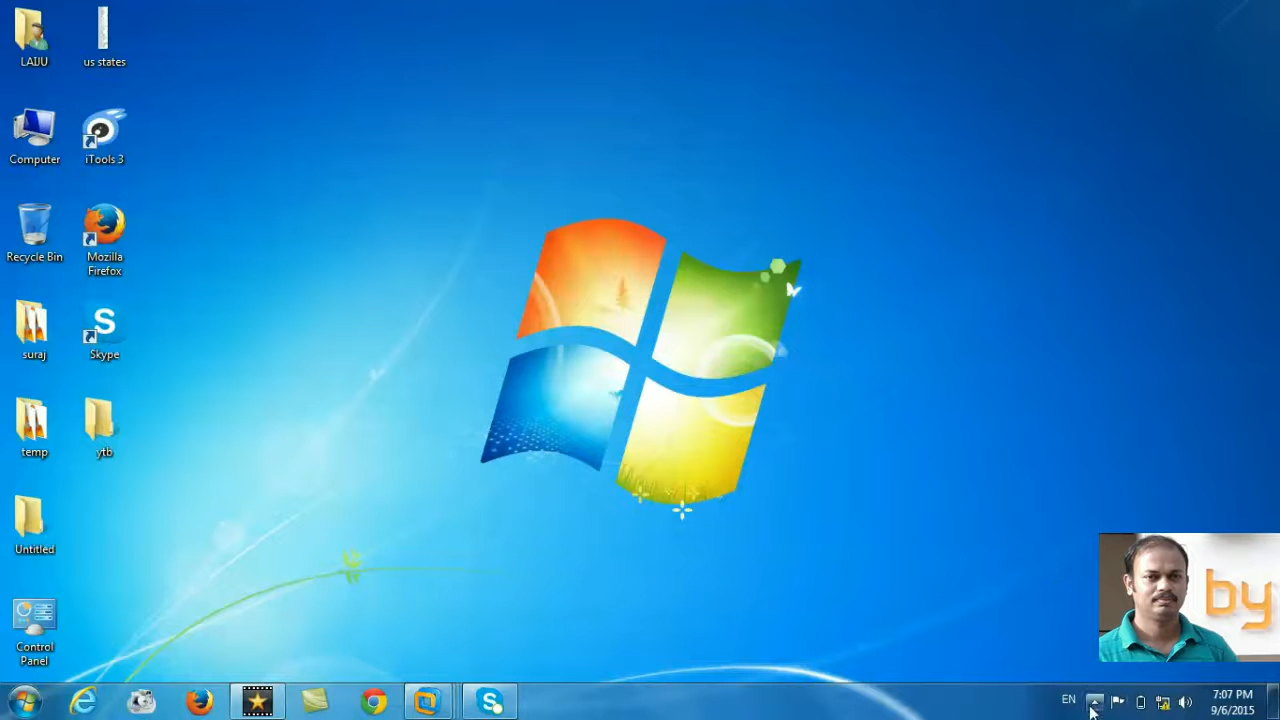 LAIJU
us states
Computer
iTools 3
Recycle Bin
Mozilla
Firefox
suraj
S
Skype
temp
ytb
Untitled
Control
Panel
by
EN
7:07 PM
9/6/2015